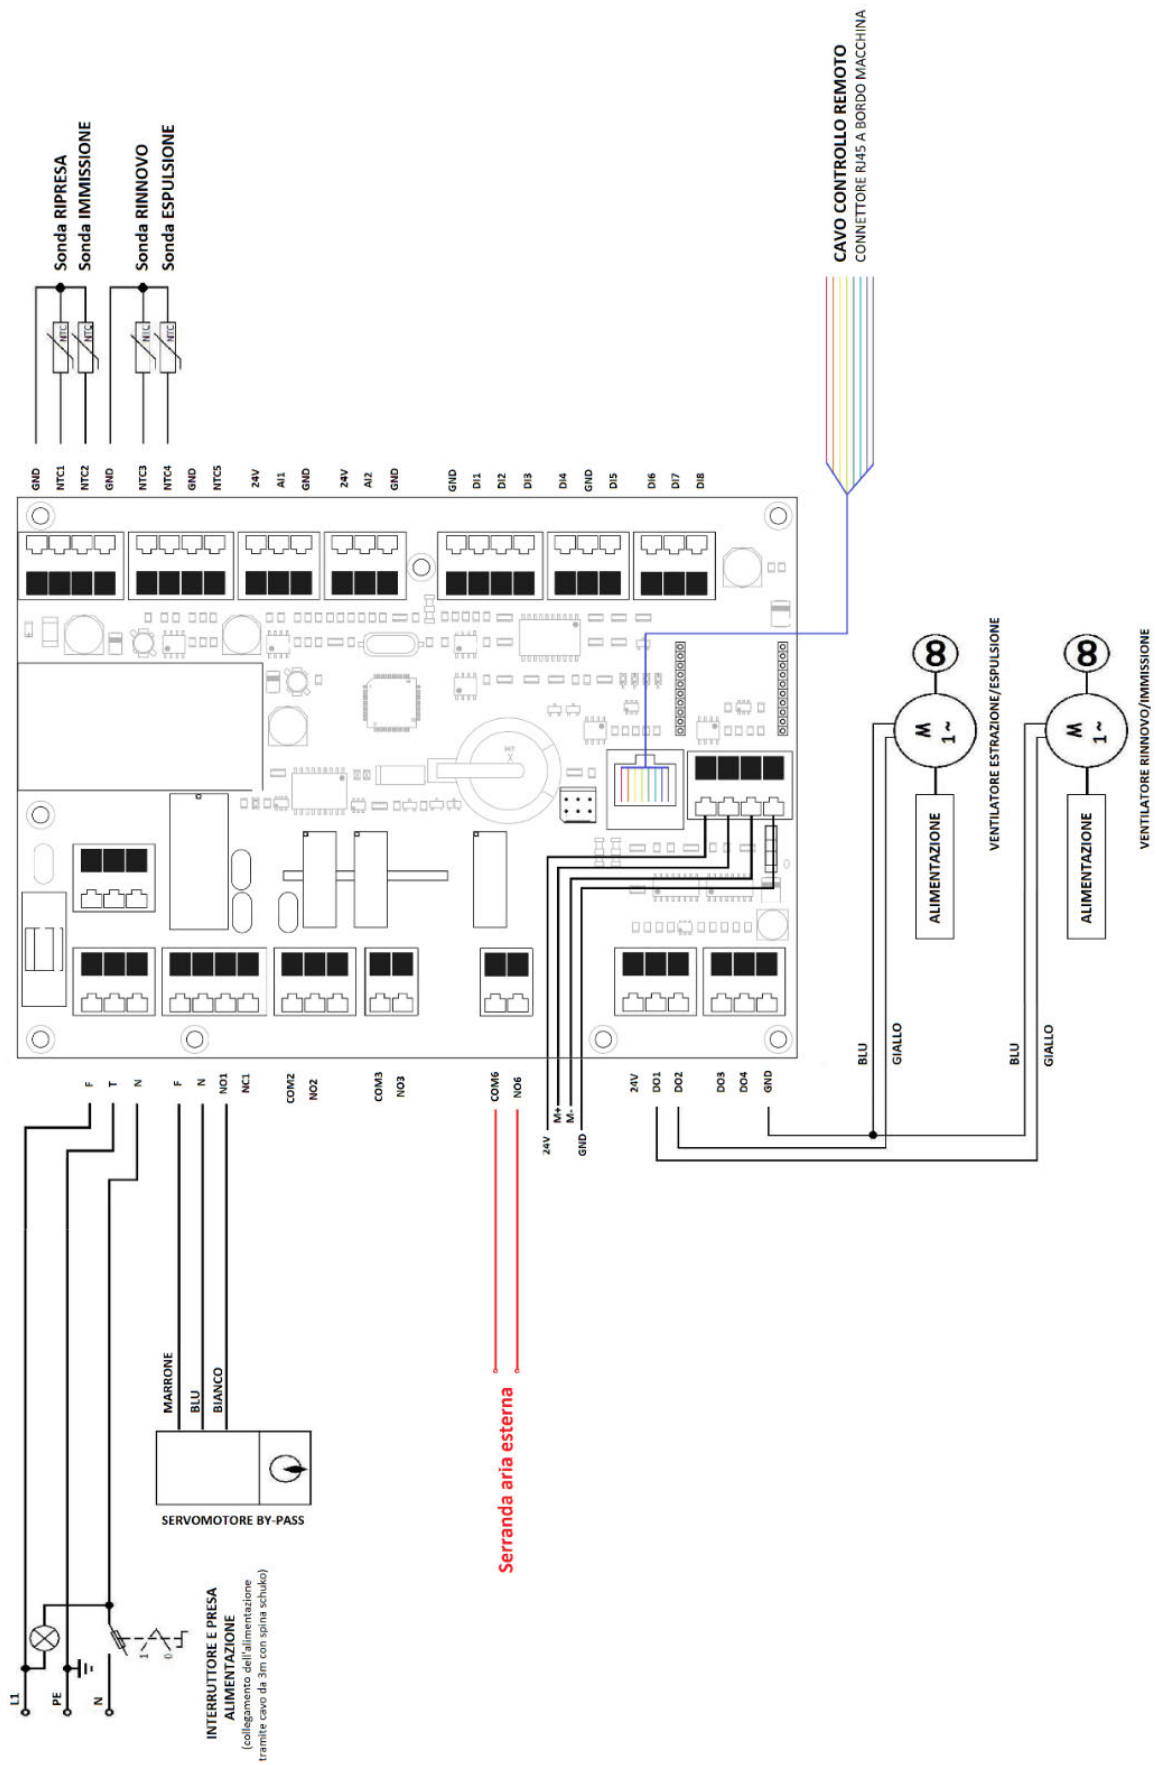 Sonda RIPRESA
Sonda IMMISSIONE
Sonda RINNOVO
Sonda ESPULSIONE
CAVO CONTROLLO REMOTO
CONNETTORE RJ45 A BORDO MACCHINA
NTC
NTC
NTC
NTC
GND
NTC1
NTC2
GND
NTC3
NTC4
GND
NTC5
24V
AI1
GND
24V
AI2
GND
GND
DI1
DI2
DI3
DI4
GND
DI5
DI6
DI7
DI8
8
M
1~
ALIMENTAZIONE
VENTILATORE ESTRAZIONE/ESPULSIONE
8
M
1~
ALIMENTAZIONE
VENTILATORE RINNOVO/IMMISSIONE
BLU
GIALLO
BLU
GIALLO
F
T
N
F
N
NO1
NC1
COM2
NO2
COM3
NO3
COM6
NO6
24V
M+
M-
GND
24V
DO1
DO2
DO3
DO4
GND
MARRONE
BLU
BIANCO
SERVOMOTORE BY-PASS
Serranda aria esterna
L1
PE
N
1
0
INTERRUTTORE E PRESA
ALIMENTAZIONE
(collegamento dell'alimentazione
tramite cavo da 3m con spina schuko)